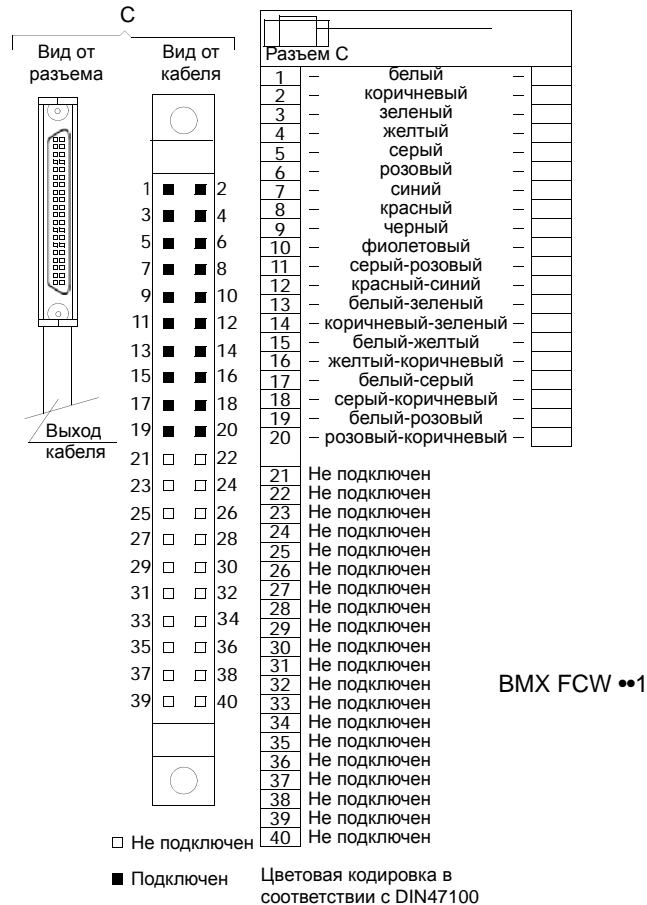 C
Вид от разъема
Вид от кабеля
Выход кабеля
1 2
3 4
5 6
7 8
9 10
11 12
13 14
15 16
17 18
19 20
21 22
23 24
25 26
27 28
29 30
31 32
33 34
35 36
37 38
39 40
□ Не подключен
■ Подключен
Разъем С
1 – белый –
2 – коричневый –
3 – зеленый –
4 – желтый –
5 – серый –
6 – розовый –
7 – синий –
8 – красный –
9 – черный –
10 – фиолетовый –
11 – серый-розовый –
12 – красный-синий –
13 – белый-зеленый –
14 – коричневый-зеленый –
15 – белый-желтый –
16 – желтый-коричневый –
17 – белый-серый –
18 – серый-коричневый –
19 – белый-розовый –
20 – розовый-коричневый –
21 Не подключен
22 Не подключен
23 Не подключен
24 Не подключен
25 Не подключен
26 Не подключен
27 Не подключен
28 Не подключен
29 Не подключен
30 Не подключен
31 Не подключен
32 Не подключен
33 Не подключен
34 Не подключен
35 Не подключен
36 Не подключен
37 Не подключен
38 Не подключен
39 Не подключен
40 Не подключен
BMX FCW ••1
Цветовая кодировка в
соответствии с DIN47100